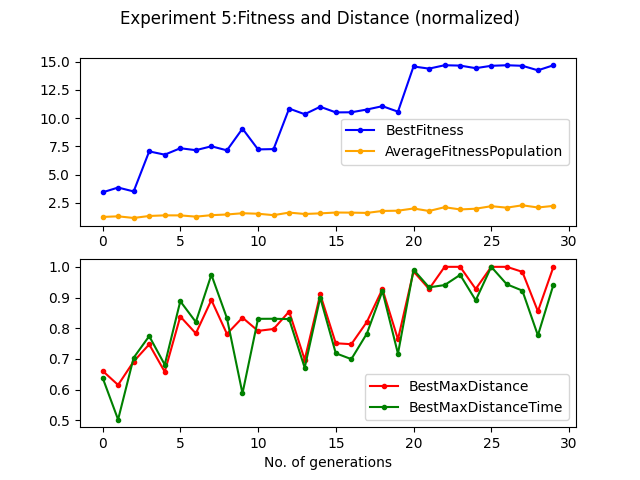 Experiment 5:Fitness and Distance (normalized)
15.0
12.5
10.0
7.5
5.0
2.5
BestFitness
AverageFitnessPopulation
0 5 10 15 20 25 30
1.0
0.9
0.8
0.7
0.6
0.5
BestMaxDistance
BestMaxDistanceTime
0 5 10 15 20 25 30
No. of generations